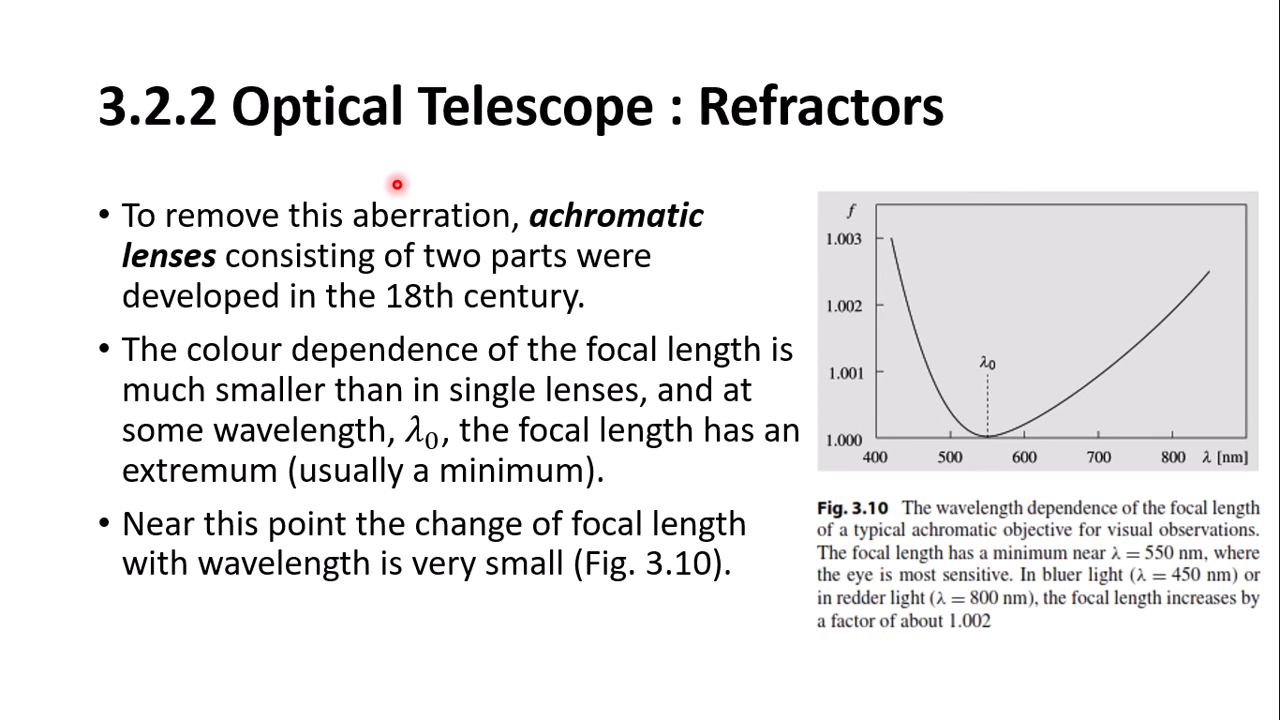 3.2.2 Optical Telescope : Refractors
• To remove this aberration, achromatic
lenses consisting of two parts were
developed in the 18th century.
• The colour dependence of the focal length is
much smaller than in single lenses, and at
some wavelength, λ₀, the focal length has an
extremum (usually a minimum).
• Near this point the change of focal length
with wavelength is very small (Fig. 3.10).
f
1.003
1.002
1.001
1.000
λ₀
400 500 600 700 800 λ [nm]
Fig. 3.10 The wavelength dependence of the focal length
of a typical achromatic objective for visual observations.
The focal length has a minimum near λ = 550 nm, where
the eye is most sensitive. In bluer light (λ = 450 nm) or
in redder light (λ = 800 nm), the focal length increases by
a factor of about 1.002